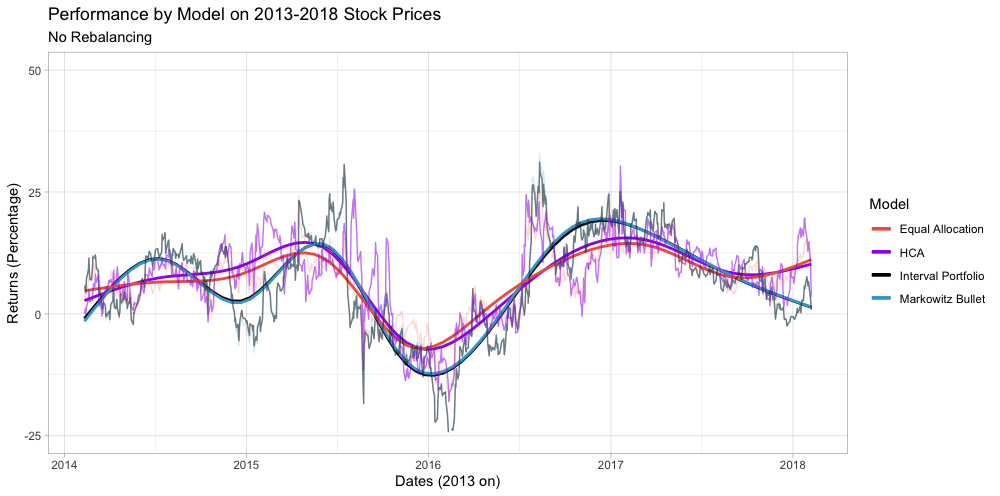 Performance by Model on 2013-2018 Stock Prices
No Rebalancing
Returns (Percentage)
50
25
0
-25
2014
2015
2016
2017
2018
Dates (2013 on)
Model
Equal Allocation
HCA
Interval Portfolio
Markowitz Bullet